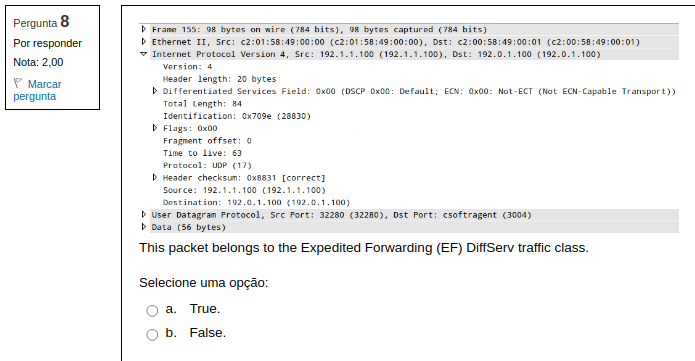 Pergunta 8
Por responder
Nota: 2,00
Marcar
pergunta
Frame 155: 98 bytes on wire (784 bits), 98 bytes captured (784 bits)
Ethernet II, Src: c2:01:58:49:00:00 (c2:01:58:49:00:00), Dst: c2:00:58:49:00:01 (c2:00:58:49:00:01)
Internet Protocol Version 4, Src: 192.1.1.100 (192.1.1.100), Dst: 192.0.1.100 (192.0.1.100)
Version: 4
Header length: 20 bytes
Differentiated Services Field: 0x00 (DSCP 0x00: Default; ECN: 0x00: Not-ECT (Not ECN-Capable Transport))
Total Length: 84
Identification: 0x709e (28830)
Flags: 0x00
Fragment offset: 0
Time to live: 63
Protocol: UDP (17)
Header checksum: 0x8831 [correct]
Source: 192.1.1.100 (192.1.1.100)
Destination: 192.0.1.100 (192.0.1.100)
User Datagram Protocol, Src Port: 32280 (32280), Dst Port: csoftragent (3004)
Data (56 bytes)
This packet belongs to the Expedited Forwarding (EF) DiffServ traffic class.
Selecione uma opção:
a. True.
b. False.